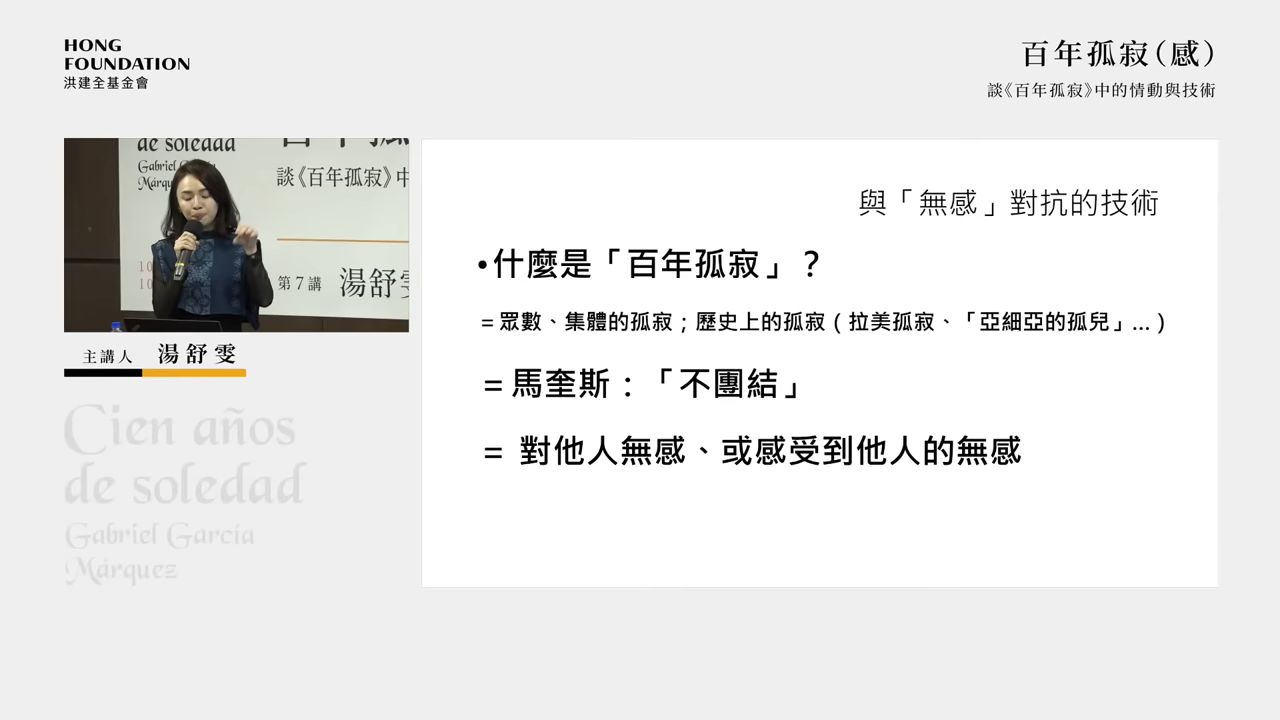 HONG
FOUNDATION
洪建全基金會
百年孤寂(感)
談《百年孤寂》中的情動與技術
de soledad
Gabriel García
Márqu
談《百年孤寂》中
第7講 湯舒雯
主講人 湯舒雯
Cien años
de soledad
Gabriel García
Márquez
與「無感」對抗的技術
•什麼是「百年孤寂」?
=眾數、集體的孤寂;歷史上的孤寂(拉美孤寂、「亞細亞的孤兒」...)
=馬奎斯:「不團結」
= 對他人無感、或感受到他人的無感